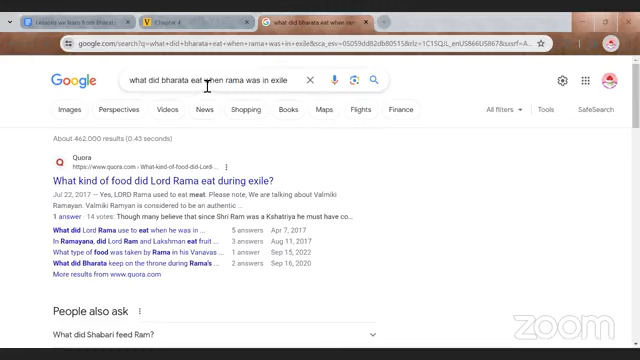 Lessons we learn from Bharat
Chapter 4
what did bharata eat when ram
google.com/search?q=what+did+bharata+eat+when+rama+was+in+exile&sca_esv=05059dd82db80515&rlz=1C15QJL_enUS866US867&sxsrf=A
Google
what did bharata eat when rama was in exile
Images
Perspectives
Videos
News
Shopping
Books
Maps
Flights
Finance
All filters
Tools
SafeSearch
About 462,000 results (0.43 seconds)
Quora
https://www.quora.com › What-kind-of-food-did-Lord-...
What kind of food did Lord Rama eat during exile?
Jul 22, 2017 — Yes, LORD Rama used to eat meat. Please note, We are talking about Valmiki
Ramayan. Valmiki Ramyan is considered to be an authentic ...
1 answer · 14 votes: Though many believe that since Shri Ram was a Kshatriya he must have co...
What did Lord Rama use to eat when he was in ... 5 answers Apr 7, 2017
In Ramayana, did Lord Ram and Lakshman eat fruit ... 3 answers Aug 11, 2017
What type of food was taken by Rama in his Vanavas ... 1 answer Sep 15, 2022
What did Bharata keep on the throne during Rama's ... 2 answers Sep 16, 2020
More results from www.quora.com
People also ask
What did Shabari feed Ram?
zoom